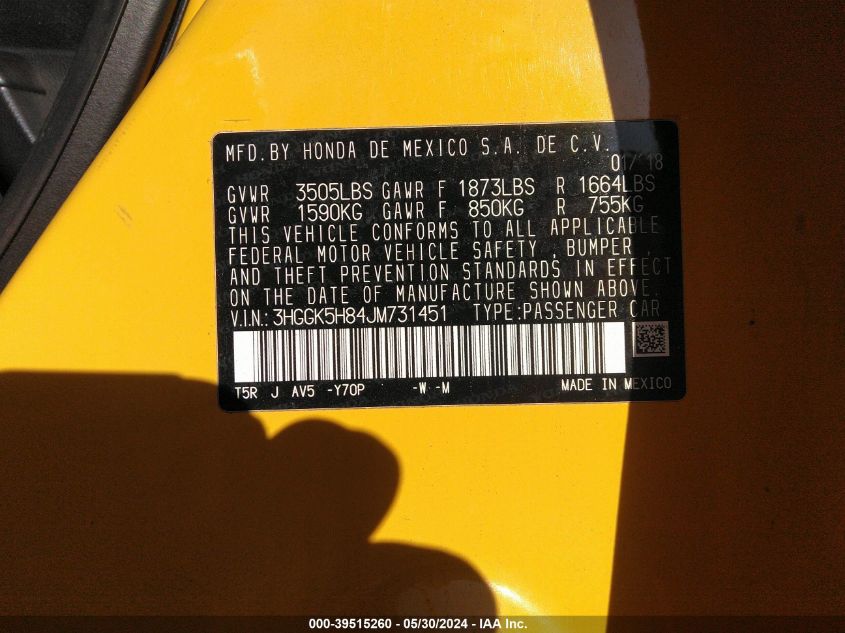 MFD.BY HONDA DE MEXICO S.A. DE C.V.
01/18
GVWR 3505LBS GAWR F 1873LBS R 1664LBS
GVWR 1590KG GAWR F 850KG R 755KG
THIS VEHICLE CONFORMS TO ALL APPLICABLE
FEDERAL MOTOR VEHICLE SAFETY , BUMPER ,
AND THEFT PREVENTION STANDARDS IN EFFECT
ON THE DATE OF MANUFACTURE SHOWN ABOVE.
V.I.N.: 3HGGK5H84JM731451 TYPE:PASSENGER CAR
T5R J AV5 -Y70P -W -M MADE IN MEXICO
000-39515260 - 05/30/2024 - IAA Inc.